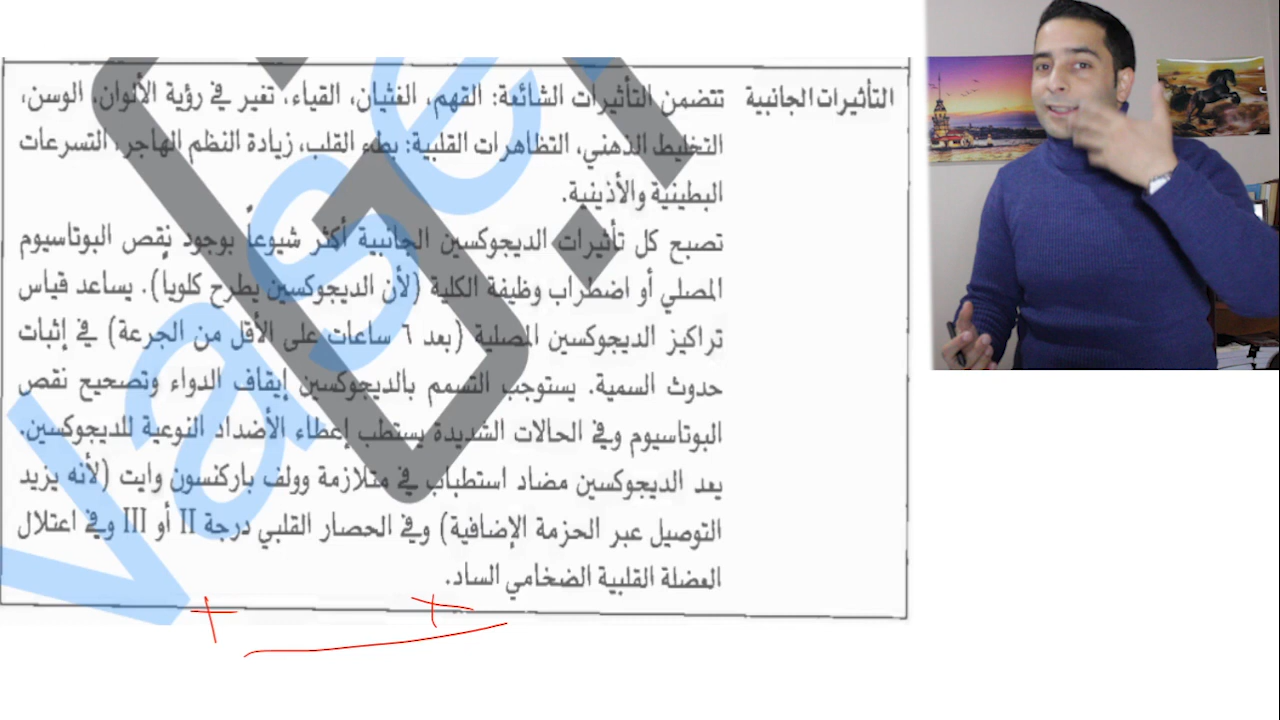 التأثيرات الجانبية تتضمن التأثيرات الشائعة: القهم، الغثيان، القياء، تغير في رؤية الألوان، الوسن،
التخليط الذهني، التظاهرات القلبية: بطء القلب، زيادة النظم الهاجر، التسرعات
البطينية والأذينية.
تصبح كل تأثيرات الديجوكسين الجانبية أكثر شيوعاً بوجود نقص البوتاسيوم
المصلي أو اضطراب وظيفة الكلية (لأن الديجوكسين يطرح كلوياً). يساعد قياس
تراكيز الديجوكسين المصلية (بعد ٦ ساعات على الأقل من الجرعة) في إثبات
حدوث السمية. يستوجب التسمم بالديجوكسين إيقاف الدواء وتصحيح نقص
البوتاسيوم وفي الحالات الشديدة يستطب إعطاء الأضداد النوعية للديجوكسين.
يعد الديجوكسين مضاد استطباب في متلازمة وولف باركنسون وايت (لأنه يزيد
التوصيل عبر الحزمة الإضافية) وفي الحصار القلبي درجة II أو III وفي اعتلال
العضلة القلبية الضخامي الساد.